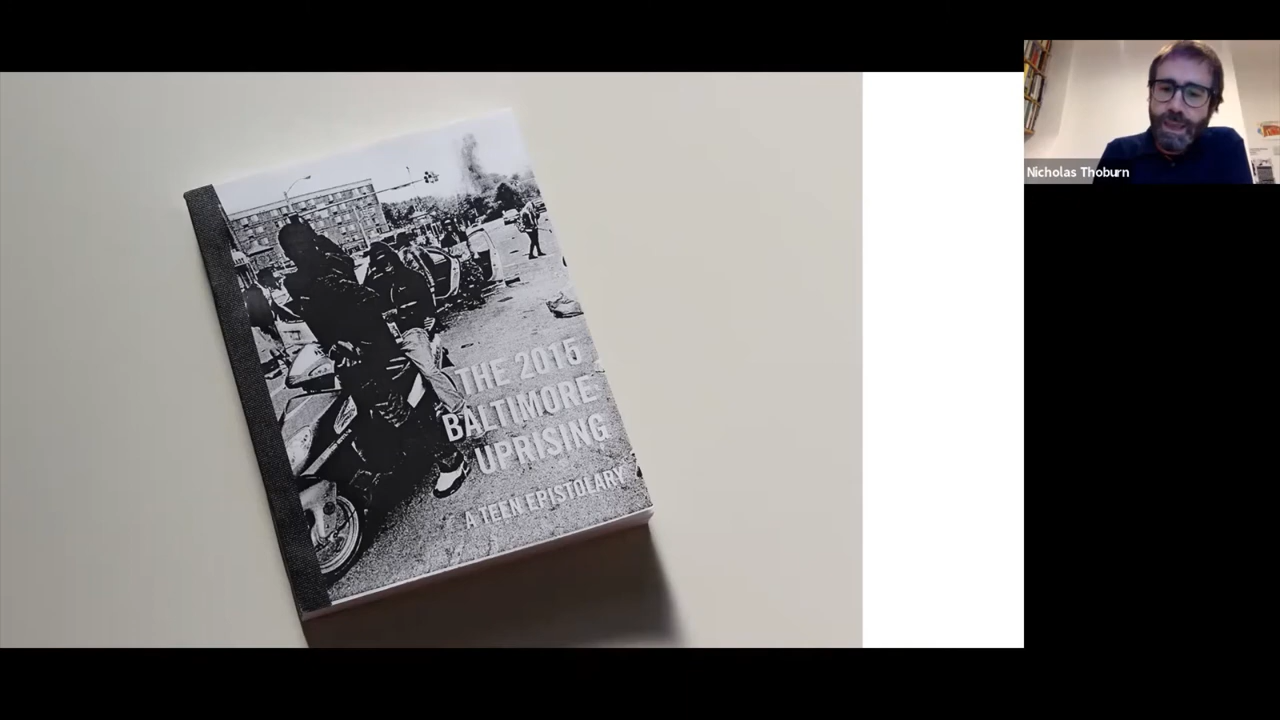 THE 2015
BALTIMORE
UPRISING
A TEEN EPISTOLARY
Nicholas Thoburn